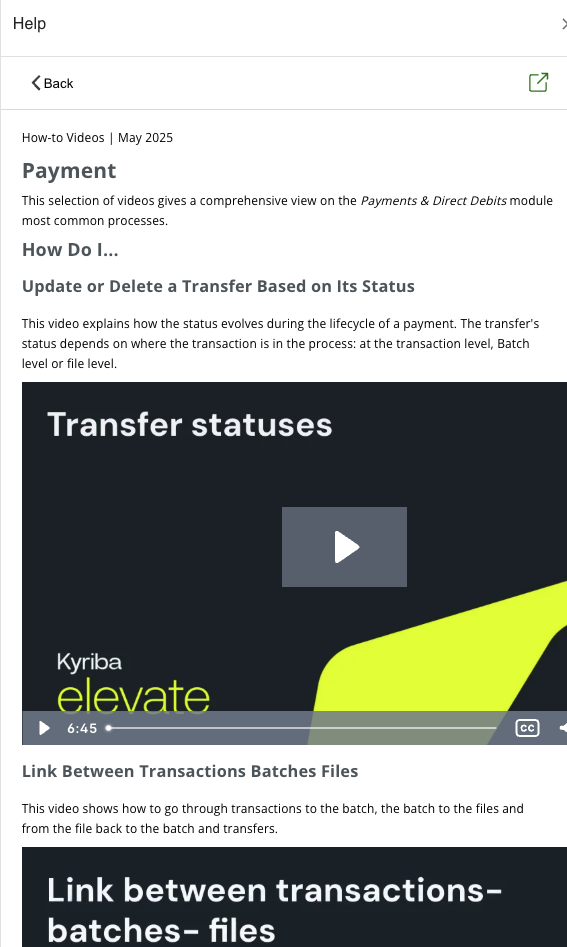 Help
Back
How-to Videos | May 2025
Payment
This selection of videos gives a comprehensive view on the Payments & Direct Debits module
most common processes.
How Do I...
Update or Delete a Transfer Based on Its Status
This video explains how the status evolves during the lifecycle of a payment. The transfer's
status depends on where the transaction is in the process: at the transaction level, Batch
level or file level.
Transfer statuses
Kyriba
elevate
6:45
CC
Link Between Transactions Batches Files
This video shows how to go through transactions to the batch, the batch to the files and
from the file back to the batch and transfers.
Link between transactions-
batches- files